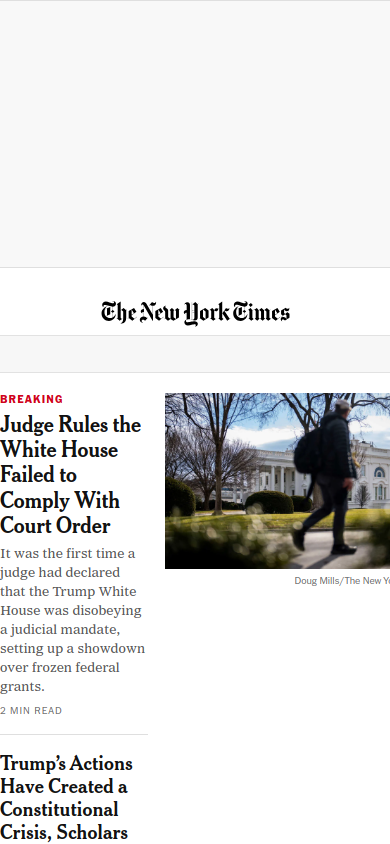 The New York Times
BREAKING
Judge Rules the
White House
Failed to
Comply With
Court Order
It was the first time a
judge had declared
that the Trump White
House was disobeying
a judicial mandate,
setting up a showdown
over frozen federal
grants.
2 MIN READ
Doug Mills/The New
Trump’s Actions
Have Created a
Constitutional
Crisis, Scholars